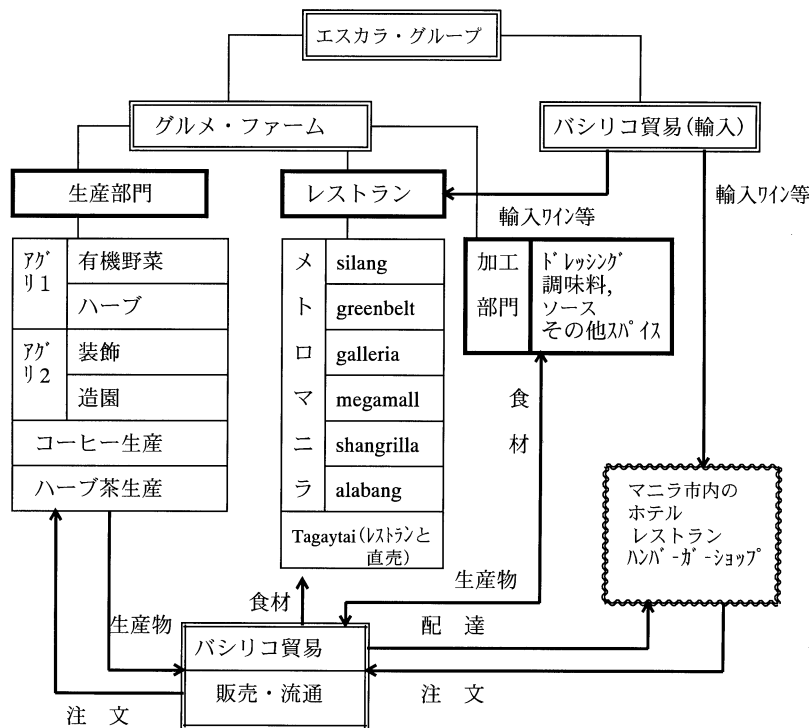 エスカラ・グループ
グルメ・ファーム
バシリコ貿易(輸入)
生産部門
レストラン
輸入ワイン等
輸入ワイン等
アグリ1
有機野菜
ハーブ
アグリ2
装飾
造園
コーヒー生産
ハーブ茶生産
メトロマニラ
silang
greenbelt
galleria
megamall
shangrilla
alabang
Tagaytai(レストランと
直売)
加工
部門
ドレッシング
調味料,
ソース
その他スパイス
食材
マニラ市内の
ホテル
レストラン
ハンバーガーショップ
生産物
食材
生産物
配 達
バシリコ貿易
販売・流通
注 文
注 文